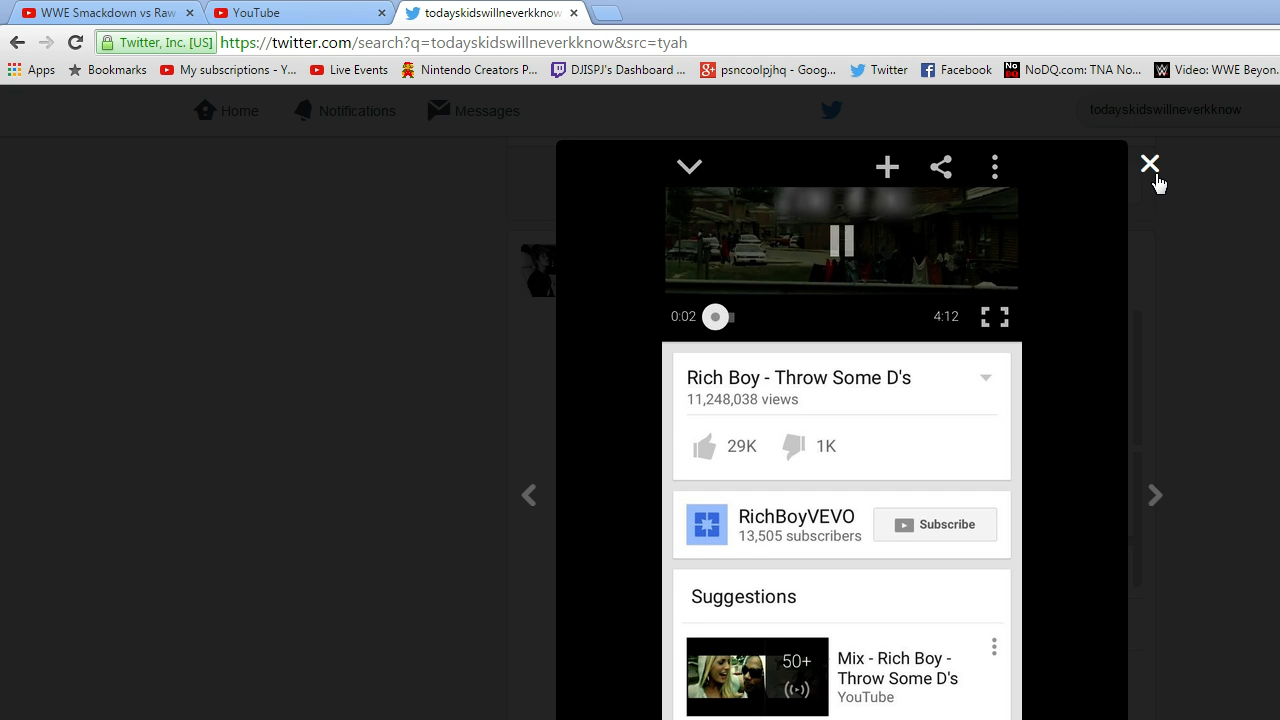 WWE Smackdown vs Raw
YouTube
todayskidswillneverkknow
Twitter, Inc. [US]
https://twitter.com/search?q=todayskidswillneverkknow&src=tyah
Apps
Bookmarks
My subscriptions - Y...
Live Events
Nintendo Creators P...
DJISPJ's Dashboard ...
psncoolpjhq - Goog...
Twitter
Facebook
NoDQ.com: TNA No...
Video: WWE Beyon.
Home
Notifications
Messages
todayskidswillneverkknow
0:02
4:12
Rich Boy - Throw Some D's
11,248,038 views
29K
1K
RichBoyVEVO
13,505 subscribers
Subscribe
Suggestions
50+
Mix - Rich Boy -
Throw Some D's
YouTube